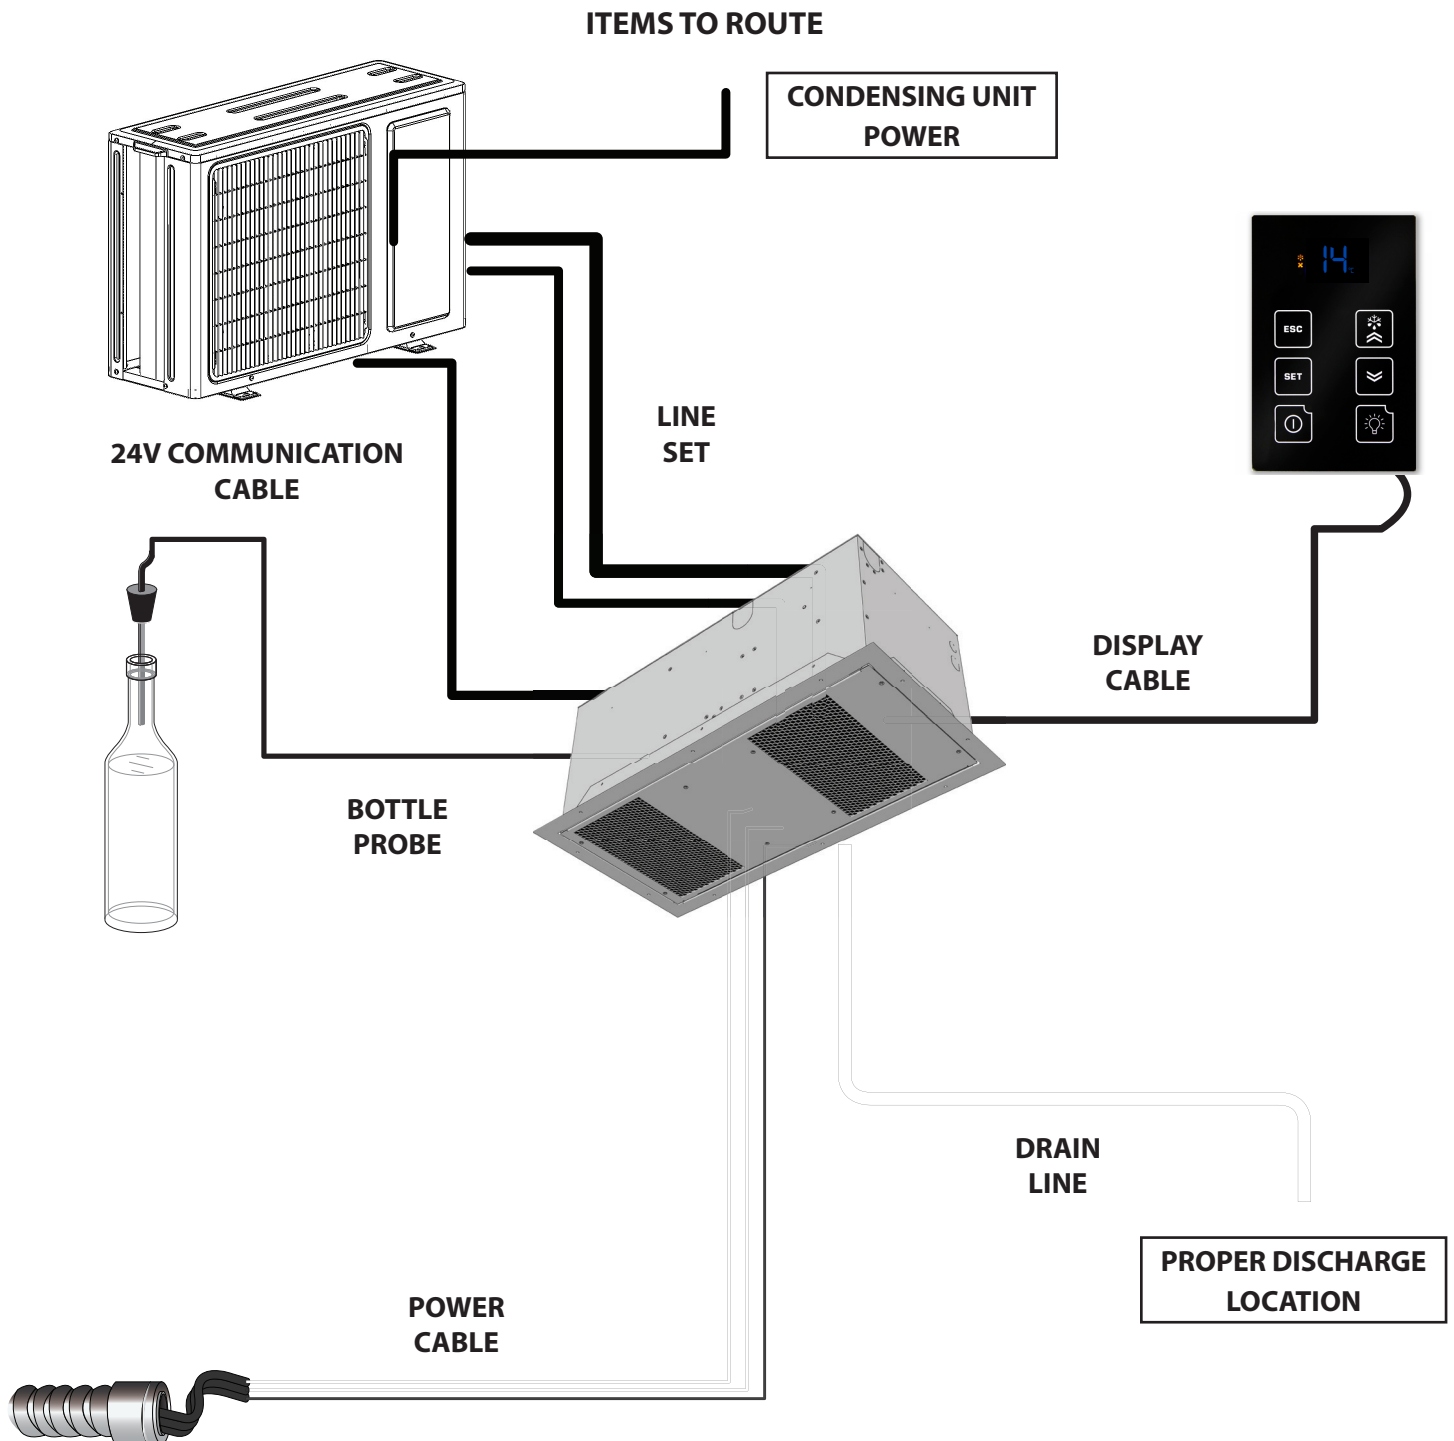 ITEMS TO ROUTE
CONDENSING UNIT
POWER
14°C
ESC
SET
LINE
SET
24V COMMUNICATION
CABLE
DISPLAY
CABLE
BOTTLE
PROBE
DRAIN
LINE
PROPER DISCHARGE
LOCATION
POWER
CABLE